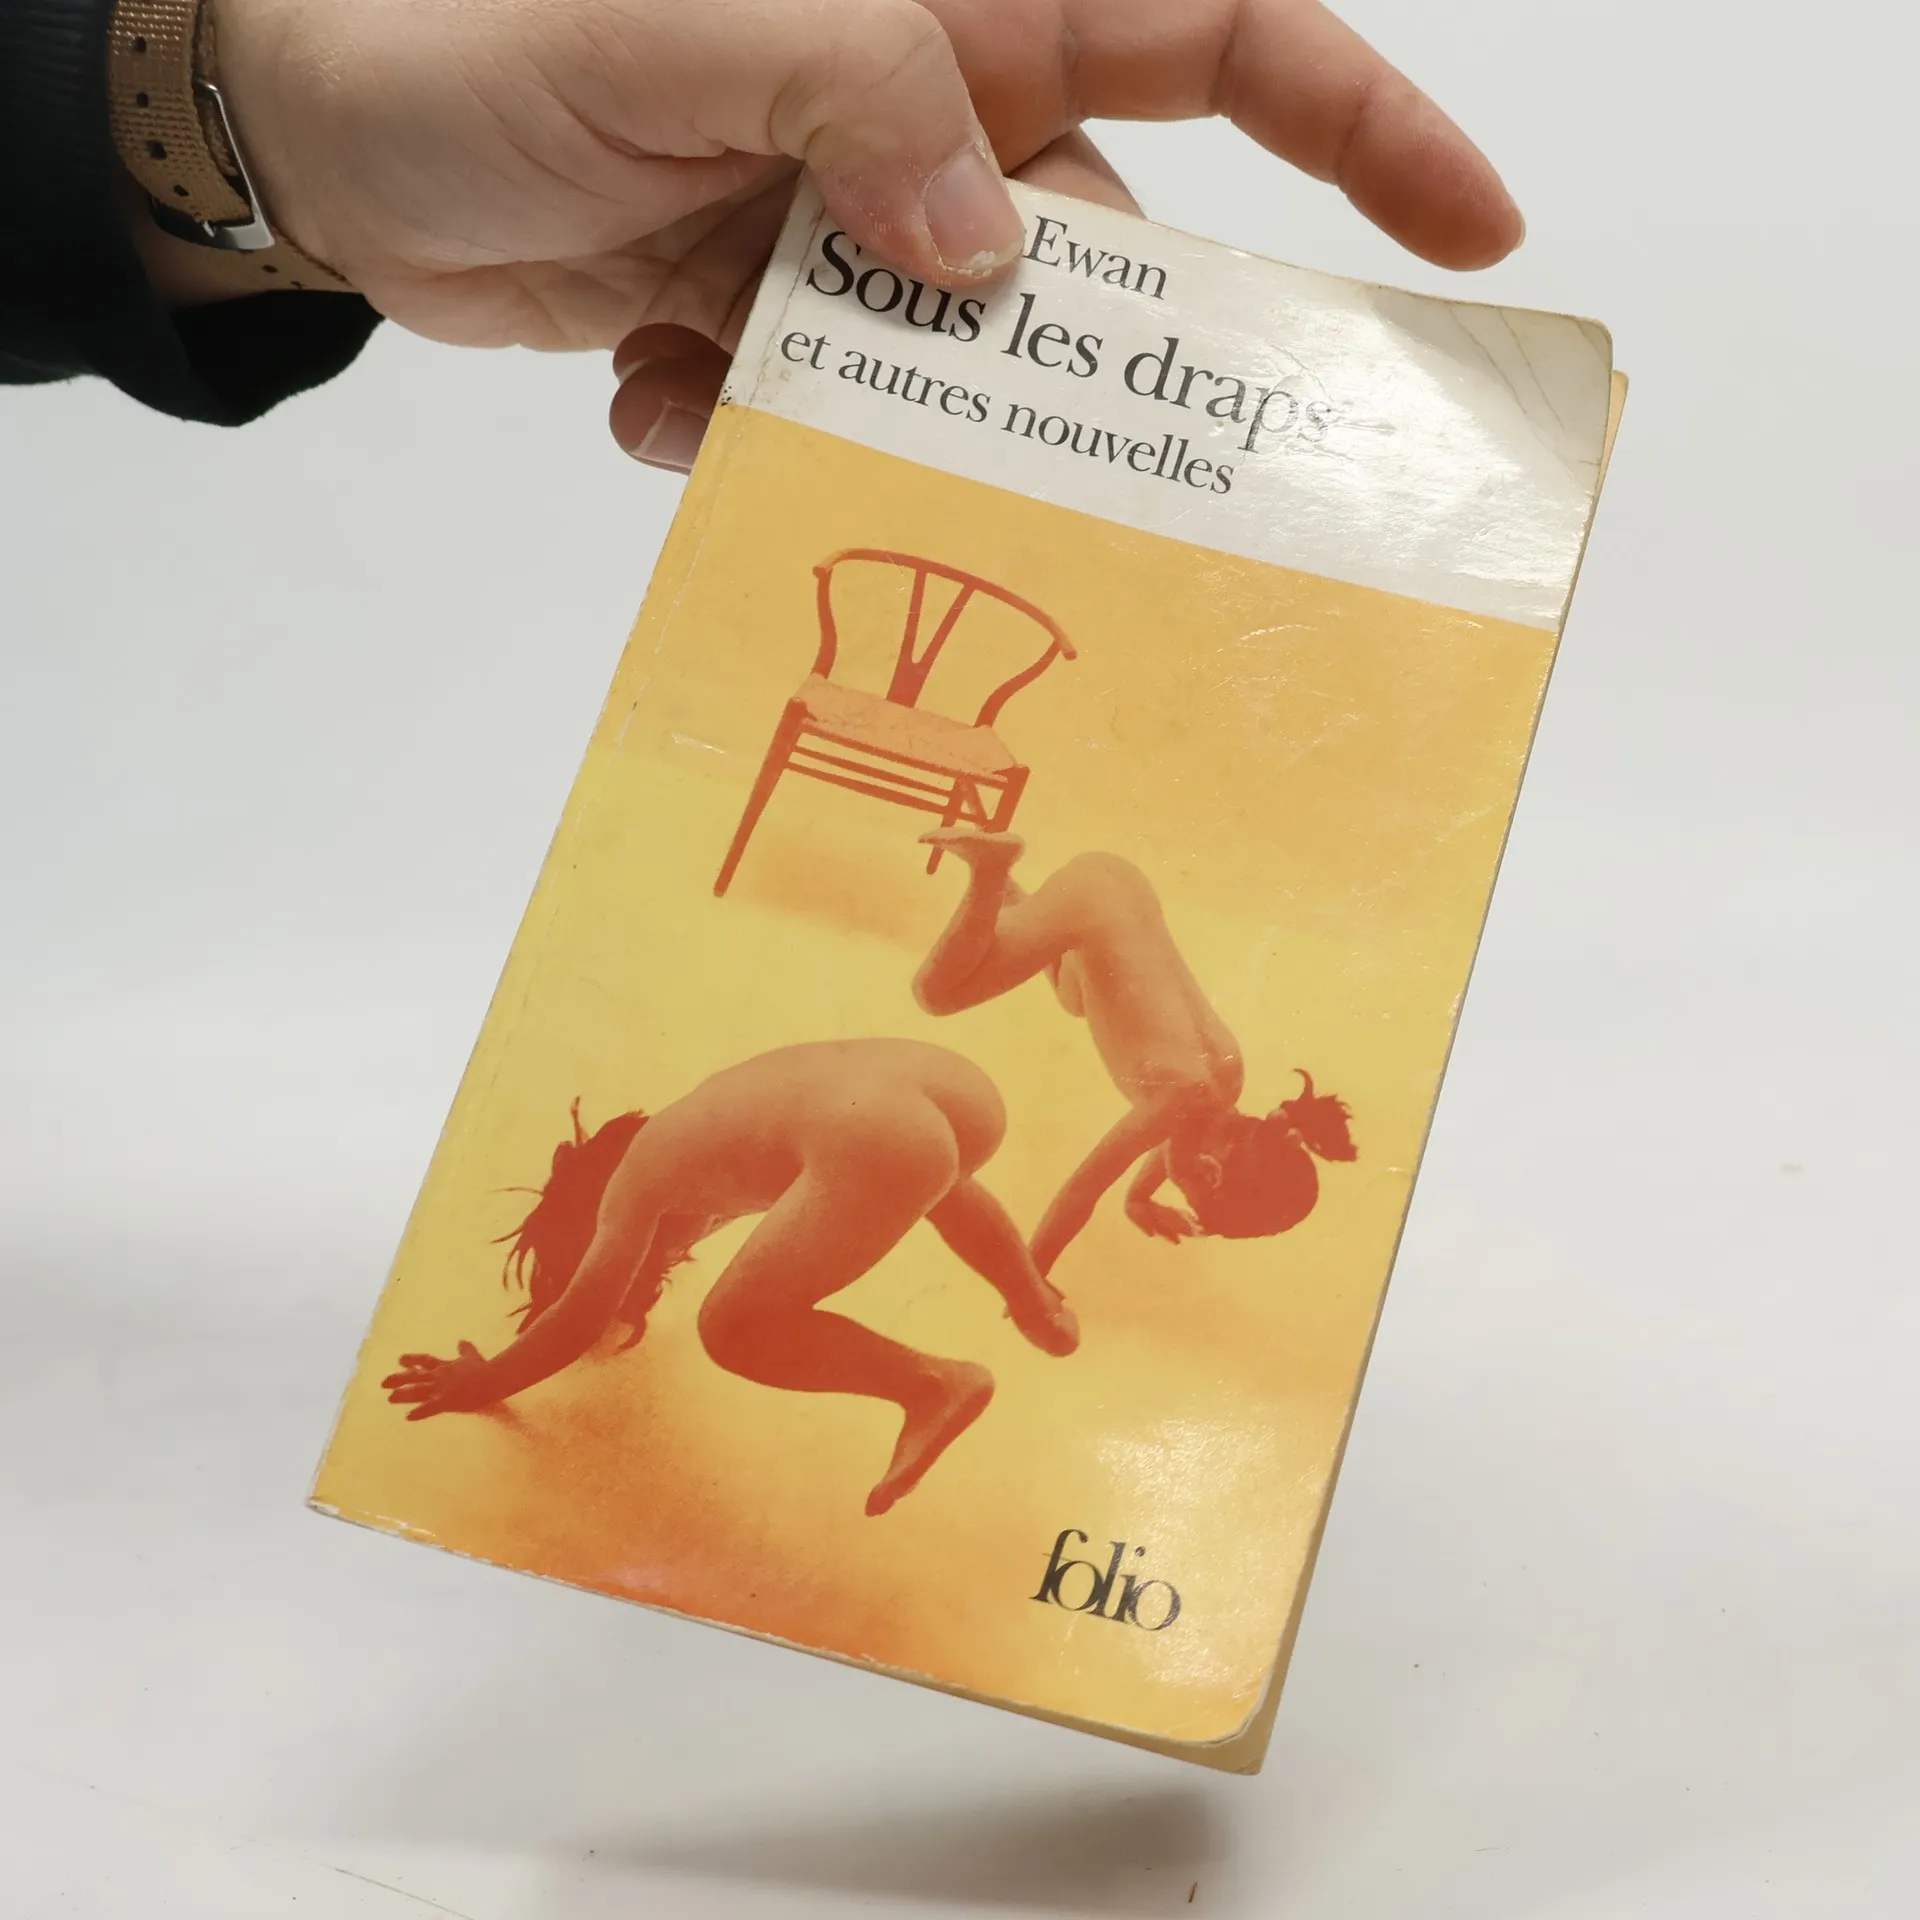 Ewan
Sous les draps
et autres nouvelles
folio